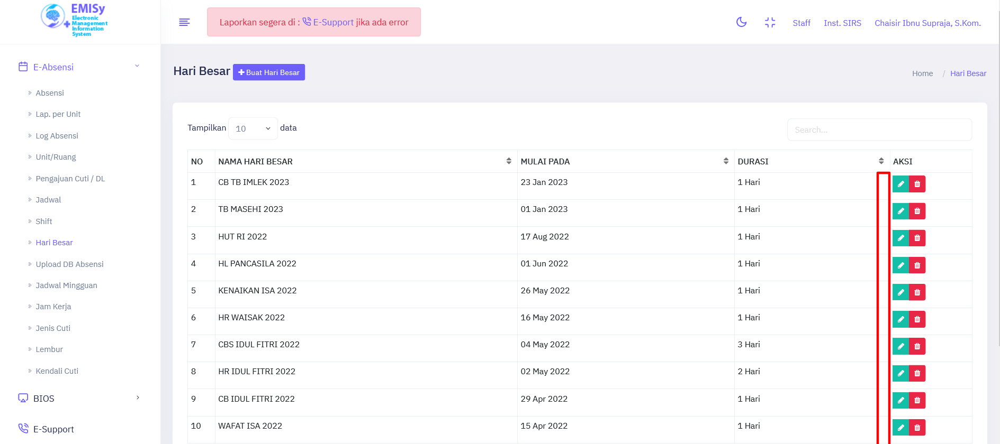 EMISy
Electronic
Management
Information
System
Laporkan segera di : E-Support jika ada error
Staff
Inst. SIRS
Chaisir Ibnu Supraja, S.Kom.
E-Absensi
Absensi
Lap. per Unit
Log Absensi
Unit/Ruang
Pengajuan Cuti / DL
Jadwal
Shift
Hari Besar
Upload DB Absensi
Jadwal Mingguan
Jam Kerja
Jenis Cuti
Lembur
Kendali Cuti
BIOS
E-Support
Hari Besar
Buat Hari Besar
Home / Hari Besar
Tampilkan 10 data
Search...
NO NAMA HARI BESAR MULAI PADA DURASI AKSI
1 CB TB IMLEK 2023 23 Jan 2023 1 Hari
2 TB MASEHI 2023 01 Jan 2023 1 Hari
3 HUT RI 2022 17 Aug 2022 1 Hari
4 HL PANCASILA 2022 01 Jun 2022 1 Hari
5 KENAIKAN ISA 2022 26 May 2022 1 Hari
6 HR WAISAK 2022 16 May 2022 1 Hari
7 CBS IDUL FITRI 2022 04 May 2022 3 Hari
8 HR IDUL FITRI 2022 02 May 2022 2 Hari
9 CB IDUL FITRI 2022 29 Apr 2022 1 Hari
10 WAFAT ISA 2022 15 Apr 2022 1 Hari